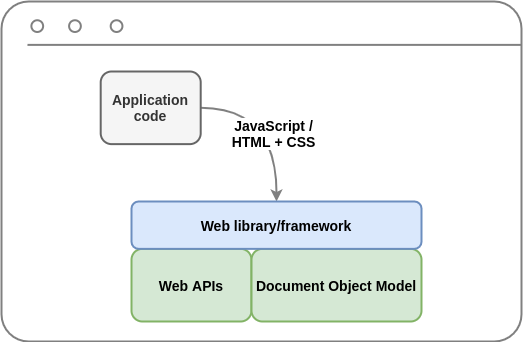 Application
code
JavaScript /
HTML + CSS
Web library/framework
Web APIs
Document Object Model